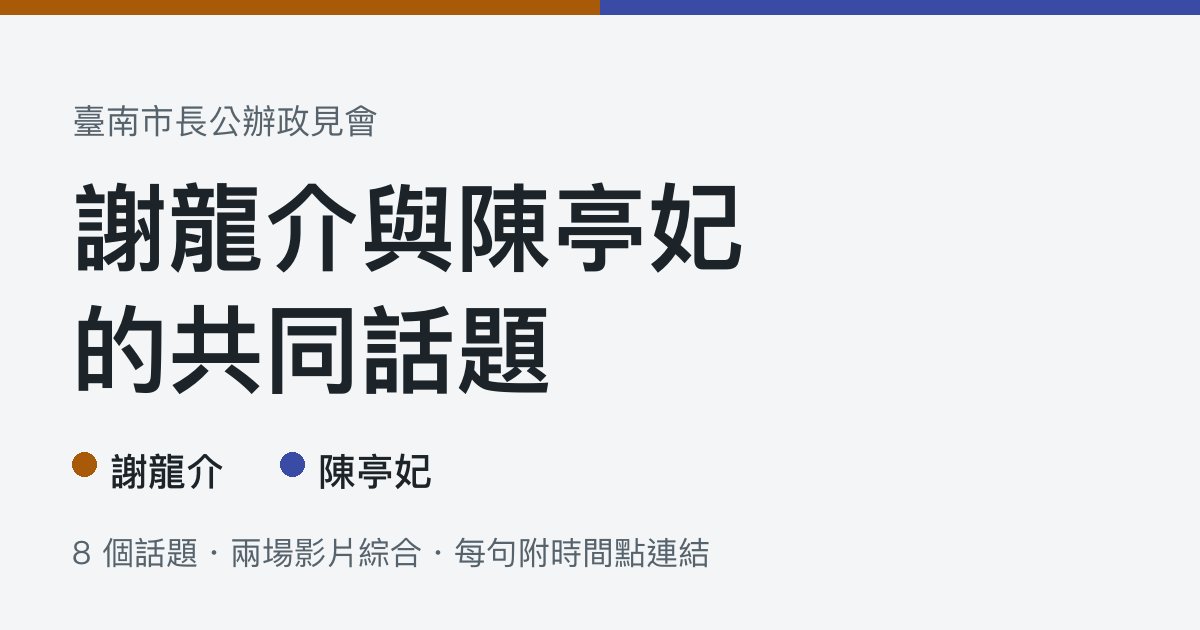 臺南市長公辦政見會
謝龍介與陳亭妃
的共同話題
謝龍介 陳亭妃
8 個話題・兩場影片綜合・每句附時間點連結